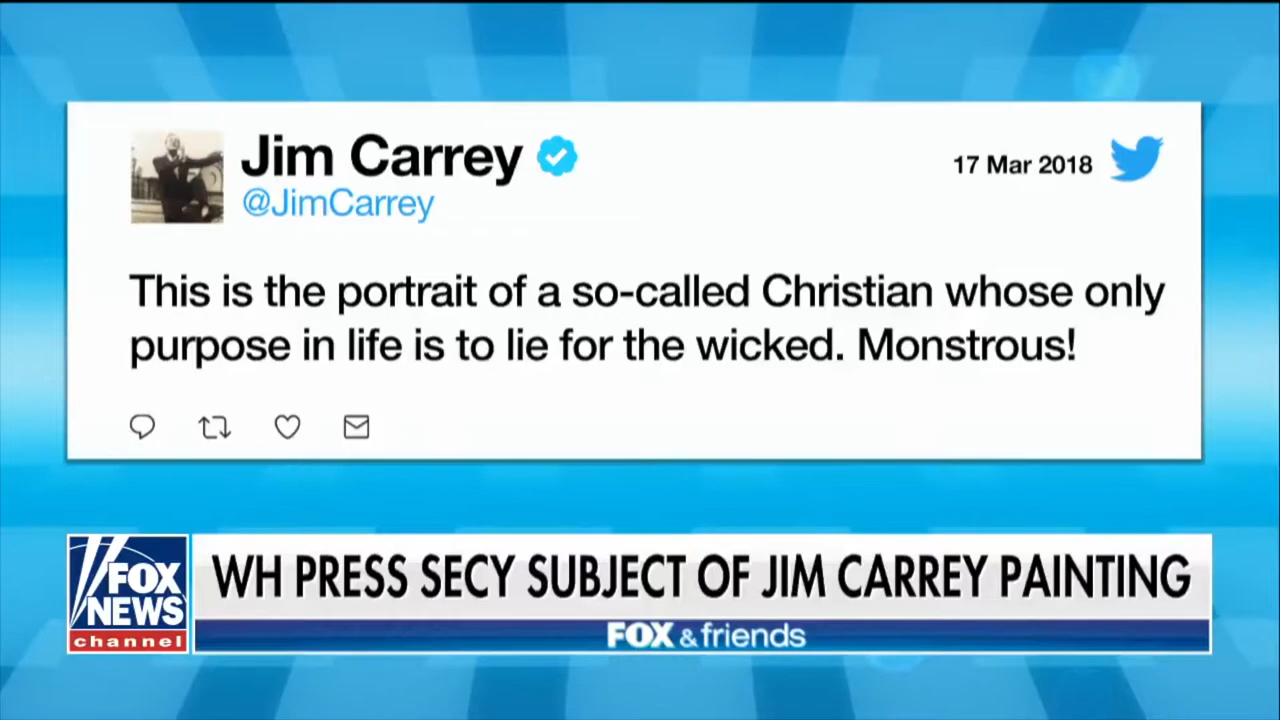 Jim Carrey
@JimCarrey
17 Mar 2018
This is the portrait of a so-called Christian whose only
purpose in life is to lie for the wicked. Monstrous!
FOX
NEWS
channel
WH PRESS SECY SUBJECT OF JIM CARREY PAINTING
FOX & friends